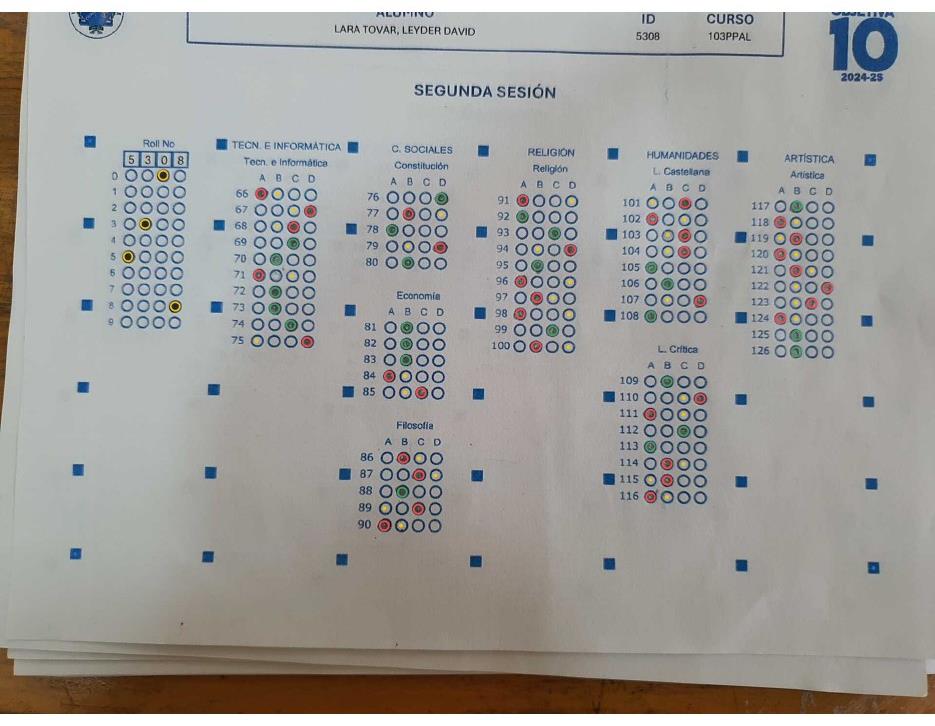 ALUMNO
LARA TOVAR, LEYDER DAVID
ID
5308
CURSO
103PPAL
OBJETIVA
10
2024-2S
SEGUNDA SESIÓN
Roll No
5 3 0 8
0
1
2
3
4
5
6
7
8
9
TECN. E INFORMÁTICA
Tecn. e Informática
A B C D
66
67
68
69
70
71
72
73
74
75
C. SOCIALES
Constitución
A B C D
76
77
78
79
80
Economía
A B C D
81
82
83
84
85
Filosofía
A B C D
86
87
88
89
90
RELIGIÓN
Religión
A B C D
91
92
93
94
95
96
97
98
99
100
HUMANIDADES
L. Castellana
A B C D
101
102
103
104
105
106
107
108
L. Crítica
A B C D
109
110
111
112
113
114
115
116
ARTÍSTICA
Artística
A B C D
117
118
119
120
121
122
123
124
125
126